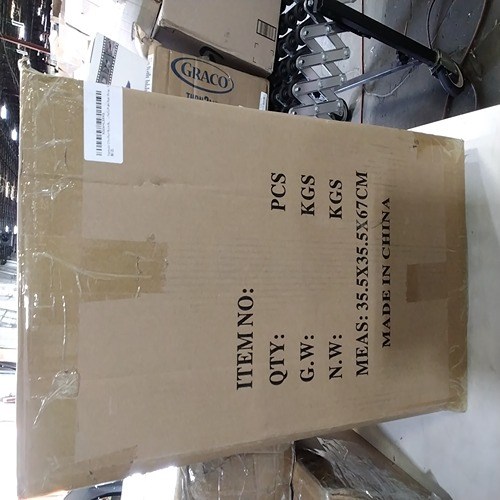 GRACO
ITEM NO:
QTY: PCS
G.W: KGS
N.W: KGS
MEAS: 35.5X35.5X67CM
MADE IN CHINA